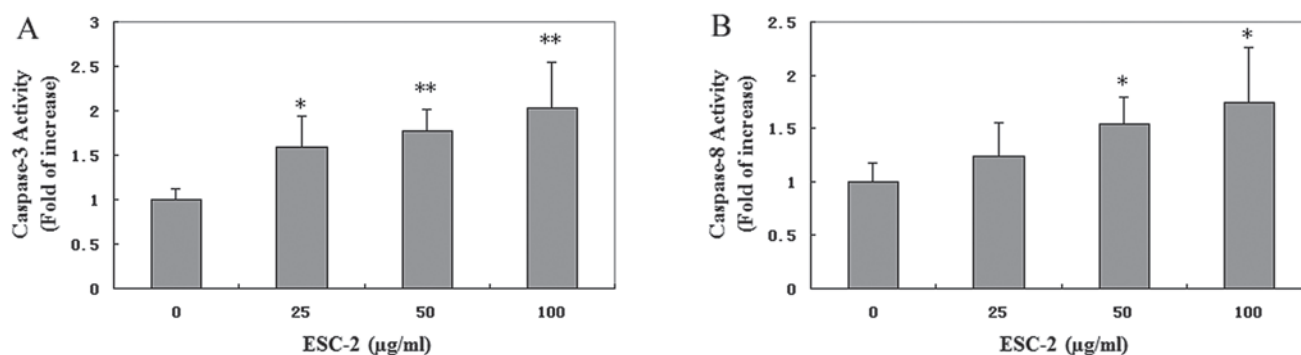 A
Caspase-3 Activity
(Fold of increase)
3
2.5
2
1.5
1
0.5
0
*
**
**
0 25 50 100
ESC-2 (µg/ml)
B
Caspase-8 Activity
(Fold of increase)
2.5
2
1.5
1
0.5
0
*
*
0 25 50 100
ESC-2 (µg/ml)